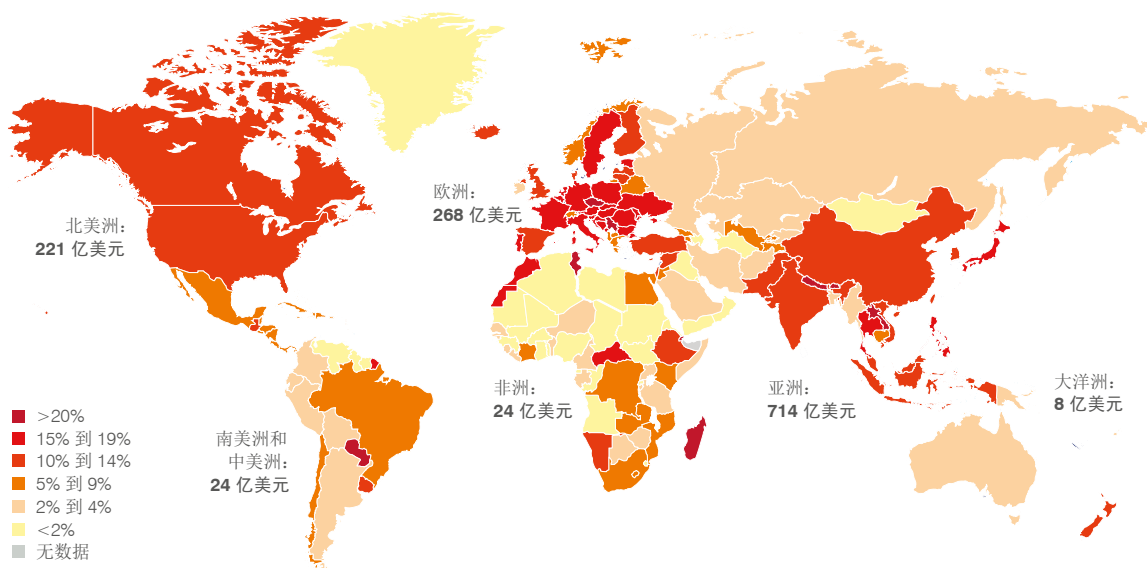 北美洲：
221 亿美元
欧洲：
268 亿美元
非洲：
24 亿美元
亚洲：
714 亿美元
大洋洲：
8 亿美元
南美洲和
中美洲：
24 亿美元
>20%
15% 到 19%
10% 到 14%
5% 到 9%
2% 到 4%
<2%
无数据